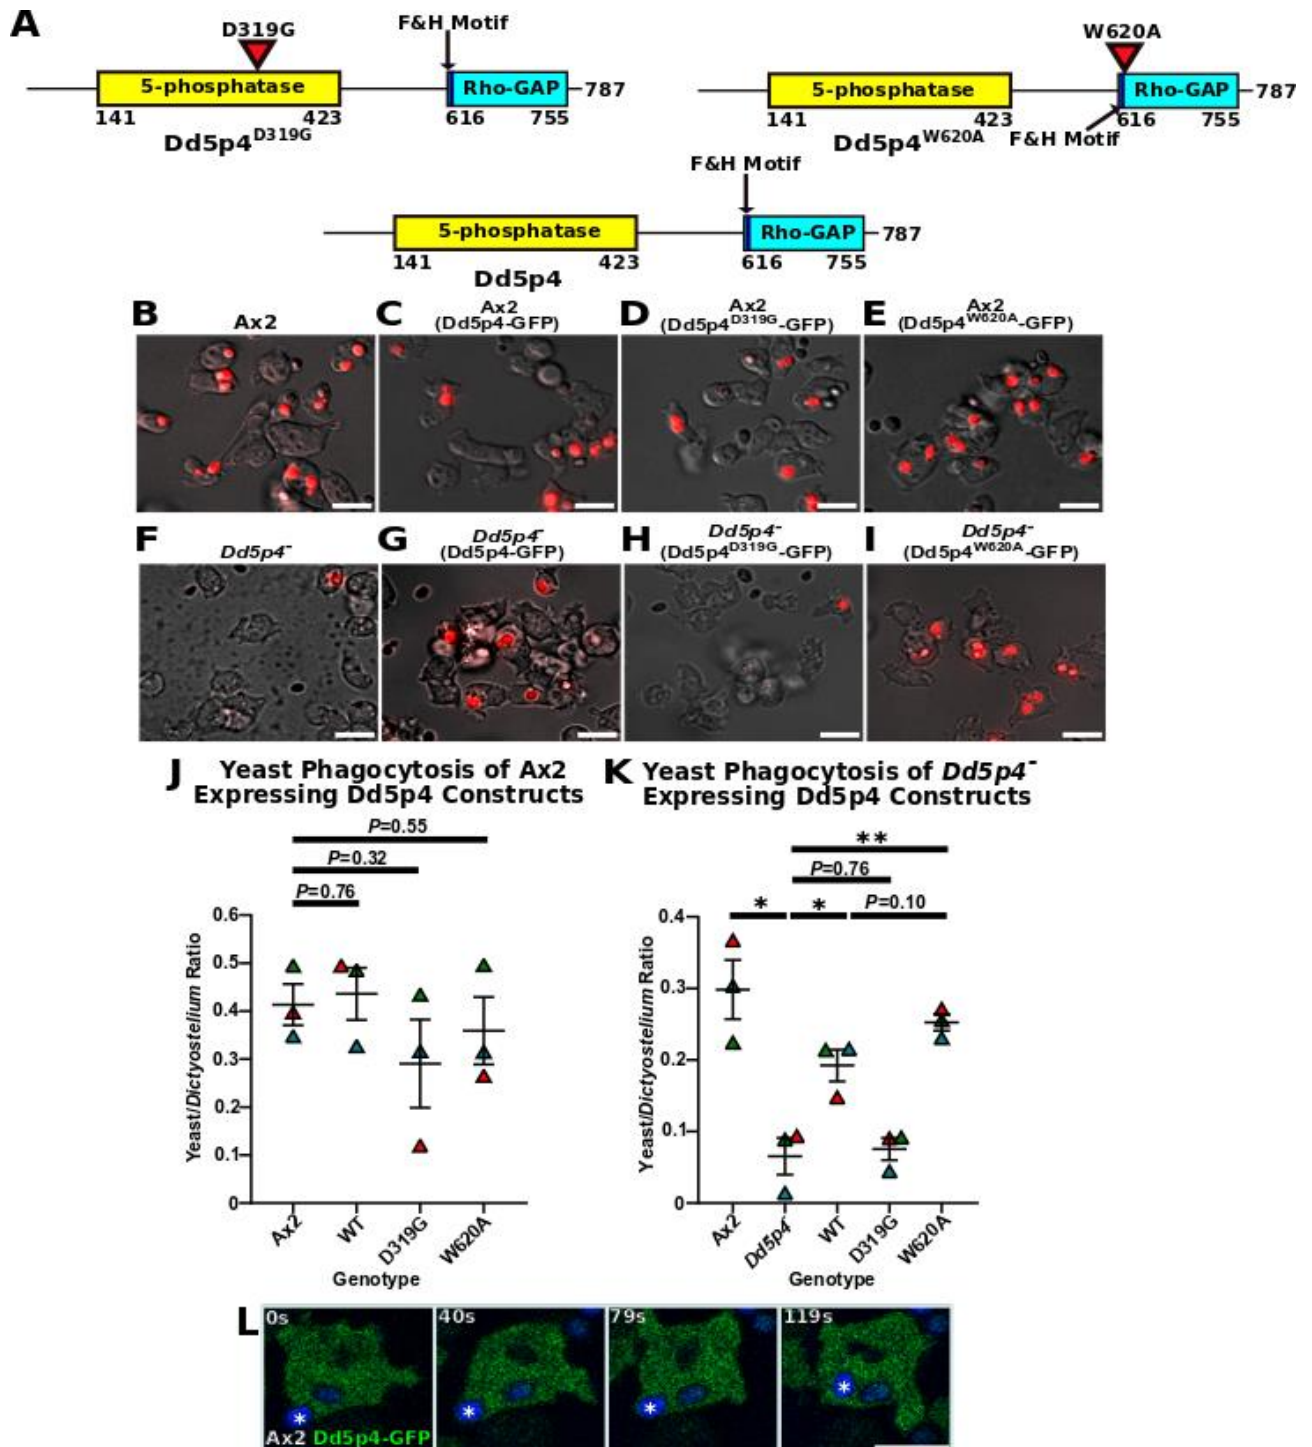 A
D319G
F&H Motif
5-phosphatase
Rho-GAP
787
141
423
616
755
Dd5p4D319G
W620A
5-phosphatase
Rho-GAP
787
141
423
616
755
Dd5p4W620A
F&H Motif
F&H Motif
5-phosphatase
Rho-GAP
787
141
423
616
755
Dd5p4
B
Ax2
C
Ax2
(Dd5p4-GFP)
D
Ax2
(Dd5p4D319G-GFP)
E
Ax2
(Dd5p4W620A-GFP)
F
Dd5p4-
G
Dd5p4-
(Dd5p4-GFP)
H
Dd5p4-
(Dd5p4D319G-GFP)
I
Dd5p4-
(Dd5p4W620A-GFP)
J
Yeast Phagocytosis of Ax2
Expressing Dd5p4 Constructs
P=0.55
P=0.32
P=0.76
0.6
0.5
0.4
0.3
0.2
0.1
0
Yeast/Dictyostelium Ratio
Ax2
WT
D319G
W620A
Genotype
K
Yeast Phagocytosis of Dd5p4-
Expressing Dd5p4 Constructs
**
P=0.76
*
*
P=0.10
0.4
0.3
0.2
0.1
0
Yeast/Dictyostelium Ratio
Ax2
Dd5p4
WT
D319G
W620A
Genotype
L
0s
40s
79s
119s
*
*
*
*
Ax2 Dd5p4-GFP